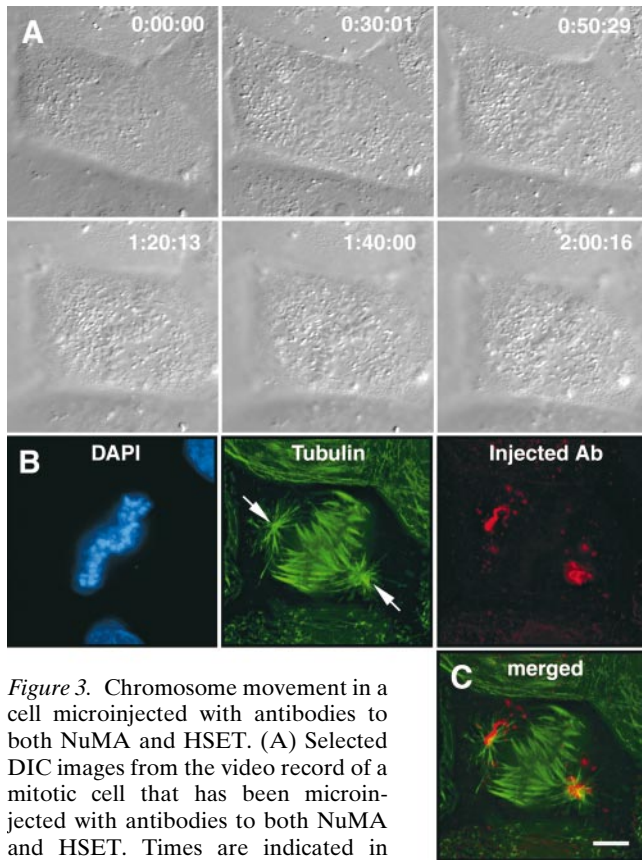 A
0:00:00
0:30:01
0:50:29
1:20:13
1:40:00
2:00:16
B
DAPI
Tubulin
Injected Ab
C
merged
Figure 3. Chromosome movement in a
cell microinjected with antibodies to
both NuMA and HSET. (A) Selected
DIC images from the video record of a
mitotic cell that has been microin-
jected with antibodies to both NuMA
and HSET. Times are indicated in